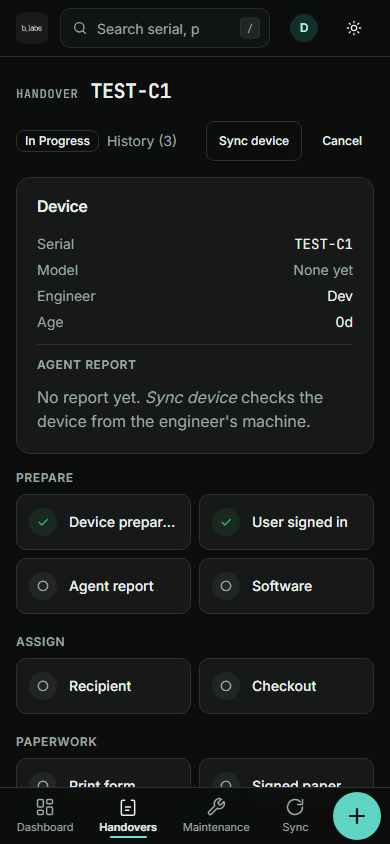 b_labs
Search serial, p
/
D
HANDOVER TEST-C1
In Progress
History (3)
Sync device
Cancel
Device
Serial TEST-C1
Model None yet
Engineer Dev
Age 0d
AGENT REPORT
No report yet. Sync device checks the
device from the engineer's machine.
PREPARE
Device prepar...
User signed in
Agent report
Software
ASSIGN
Recipient
Checkout
PAPERWORK
Print form
Signed paper
Dashboard
Handovers
Maintenance
Sync